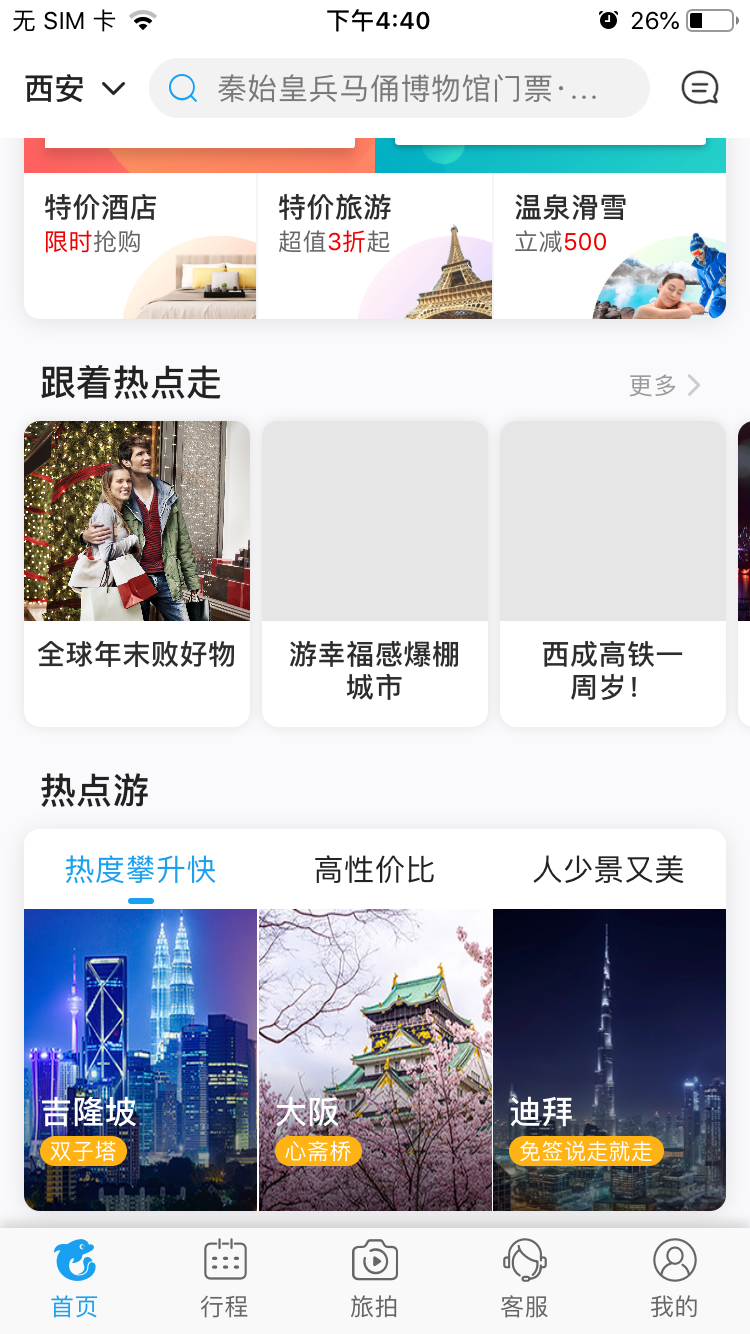 无 SIM 卡
下午4:40
26%
西安
秦始皇兵马俑博物馆门票·...
特价酒店
限时抢购
特价旅游
超值3折起
温泉滑雪
立减500
跟着热点走
更多
全球年末败好物
游幸福感爆棚
城市
西成高铁一
周岁！
热点游
热度攀升快
高性价比
人少景又美
吉隆坡
双子塔
大阪
心斋桥
迪拜
免签说走就走
首页
行程
旅拍
客服
我的